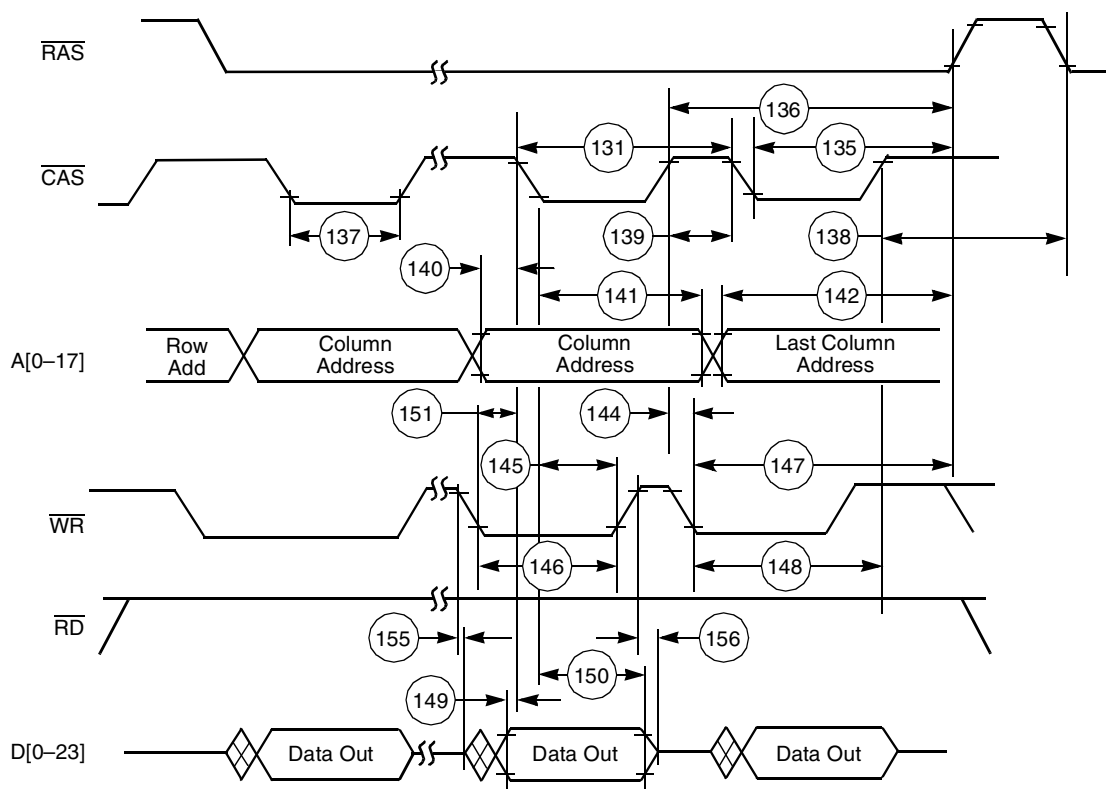 RAS
136
131
135
CAS
137
139
138
140
141
142
A[0–17]
Row
Add
Column
Address
Column
Address
Last Column
Address
151
144
145
147
WR
146
148
RD
155
156
150
149
D[0–23]
Data Out
Data Out
Data Out